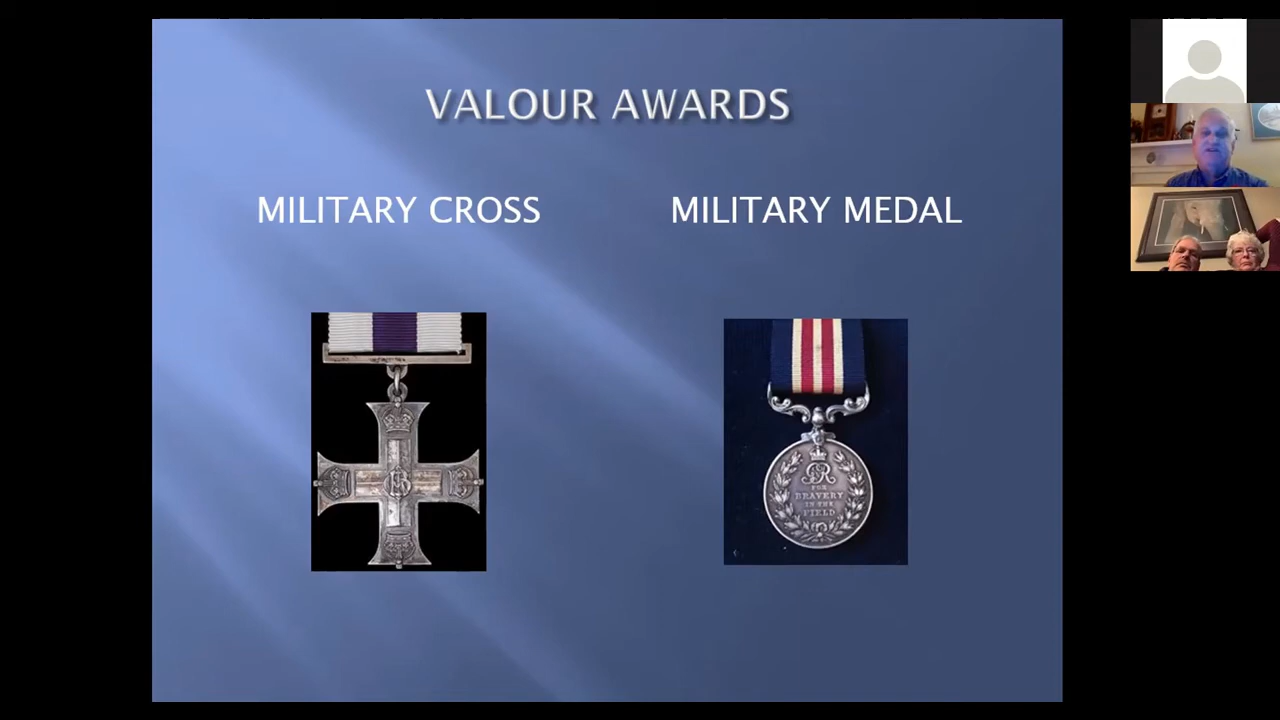 VALOUR AWARDS
MILITARY CROSS
MILITARY MEDAL
FOR
BRAVERY
IN THE
FIELD